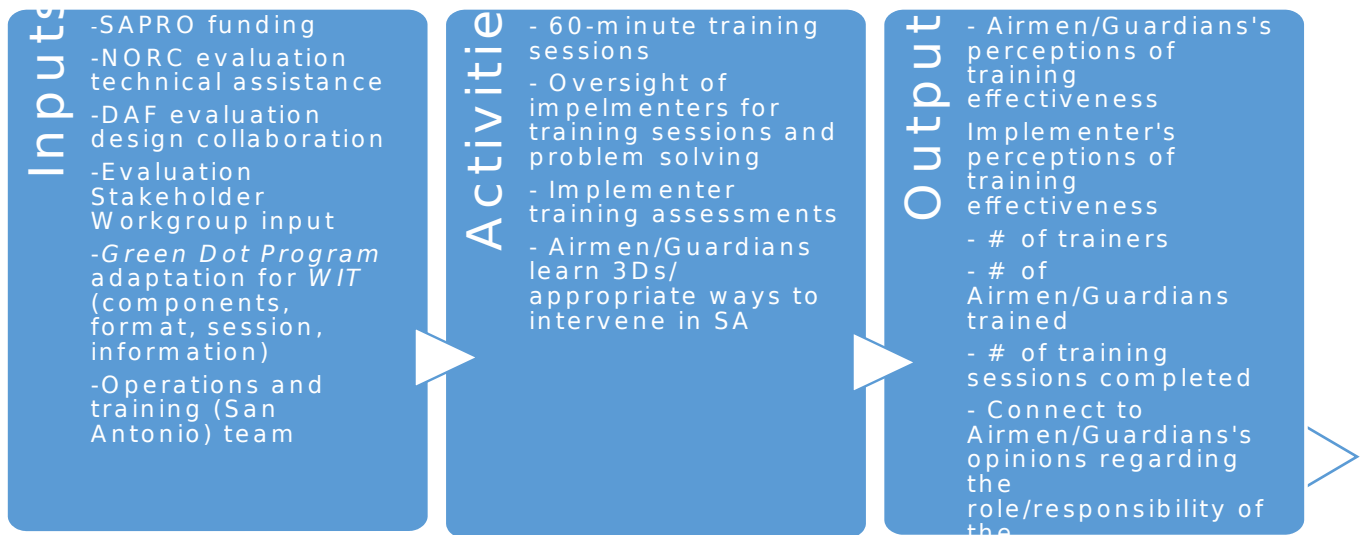 Inputs
-SAPRO funding
-NORC evaluation
technical assistance
-DAF evaluation
design collaboration
-Evaluation
Stakeholder
Workgroup input
-Green Dot Program
adaptation for WIT
(components,
format, session,
information)
-Operations and
training (San
Antonio) team
Activitie
- 60-minute training
sessions
- Oversight of
impelmenters for
training sessions and
problem solving
- Implementer
training assessments
- Airmen/Guardians
learn 3Ds/
appropriate ways to
intervene in SA
Output
- Airmen/Guardians's
perceptions of
training
effectiveness
Implementer's
perceptions of
training
effectiveness
- # of trainers
- # of
Airmen/Guardians
trained
- # of training
sessions completed
- Connect to
Airmen/Guardians's
opinions regarding
the
role/responsibility of
the